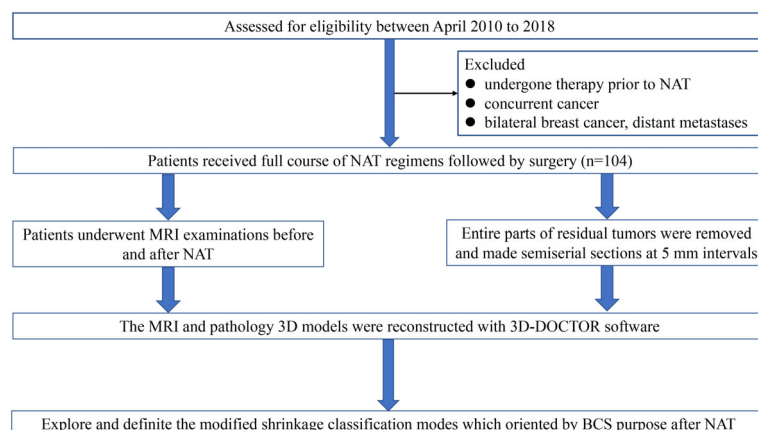 Assessed for eligibility between April 2010 to 2018
Excluded
● undergone therapy prior to NAT
● concurrent cancer
● bilateral breast cancer, distant metastases
Patients received full course of NAT regimens followed by surgery (n=104)
Patients underwent MRI examinations before
and after NAT
Entire parts of residual tumors were removed
and made semiserial sections at 5 mm intervals
The MRI and pathology 3D models were reconstructed with 3D-DOCTOR software
Explore and definite the modified shrinkage classification modes which oriented by BCS purpose after NAT